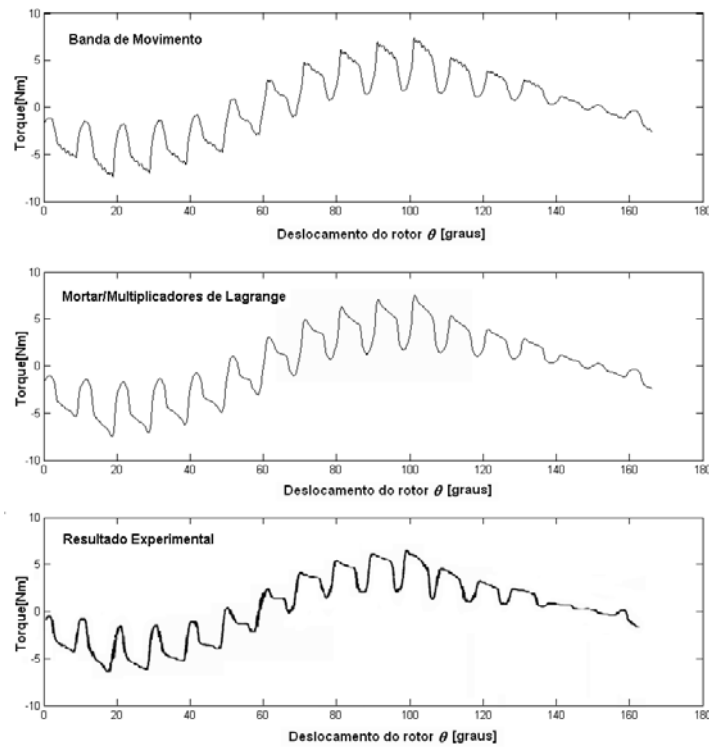 10
Banda de Movimento
5
0
-5
-10
Torque[Nm]
0 20 40 60 80 100 120 140 160 180
Deslocamento do rotor θ [graus]
10
Mortar/Multiplicadores de Lagrange
5
0
-5
-10
Torque[Nm]
0 20 40 60 80 100 120 140 160 180
Deslocamento do rotor θ [graus]
10
Resultado Experimental
5
0
-5
-10
Torque[Nm]
0 20 40 60 80 100 120 140 160 180
Deslocamento do rotor θ [graus]